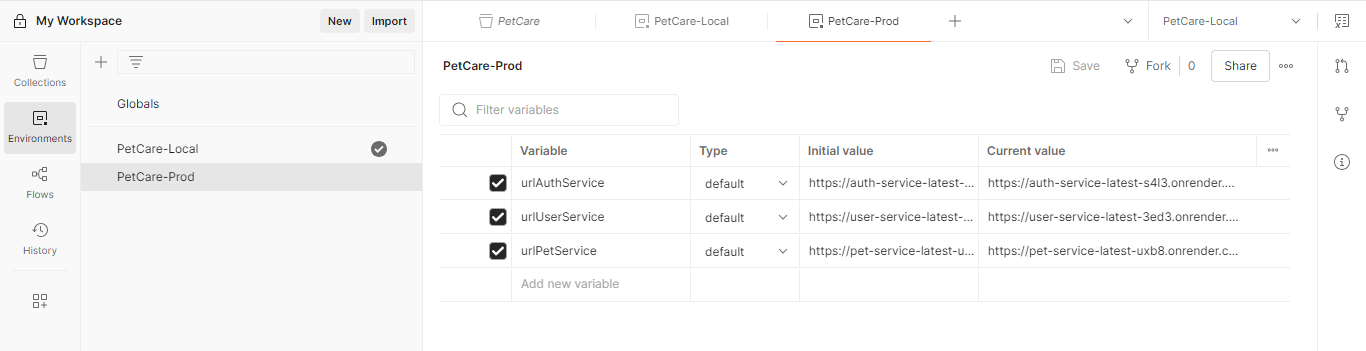 My Workspace New Import PetCare PetCare-Local PetCare-Prod PetCare-Local
Collections
Environments
Flows
History
Globals
PetCare-Local
PetCare-Prod
PetCare-Prod Save Fork 0 Share
Filter variables
Variable Type Initial value Current value
urlAuthService default https://auth-service-latest-... https://auth-service-latest-s4l3.onrender....
urlUserService default https://user-service-latest-... https://user-service-latest-3ed3.onrender....
urlPetService default https://pet-service-latest-u... https://pet-service-latest-uxb8.onrender.c...
Add new variable